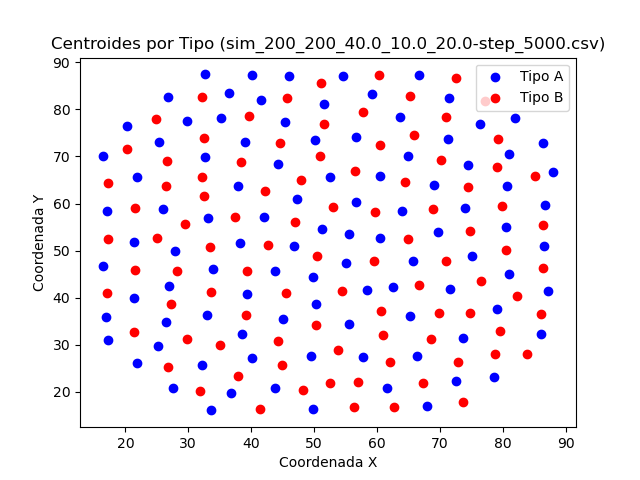 Centroides por Tipo (sim_200_200_40.0_10.0_20.0-step_5000.csv)
90
80
70
60
50
40
30
20
Coordenada Y
Tipo A
Tipo B
20 30 40 50 60 70 80 90
Coordenada X